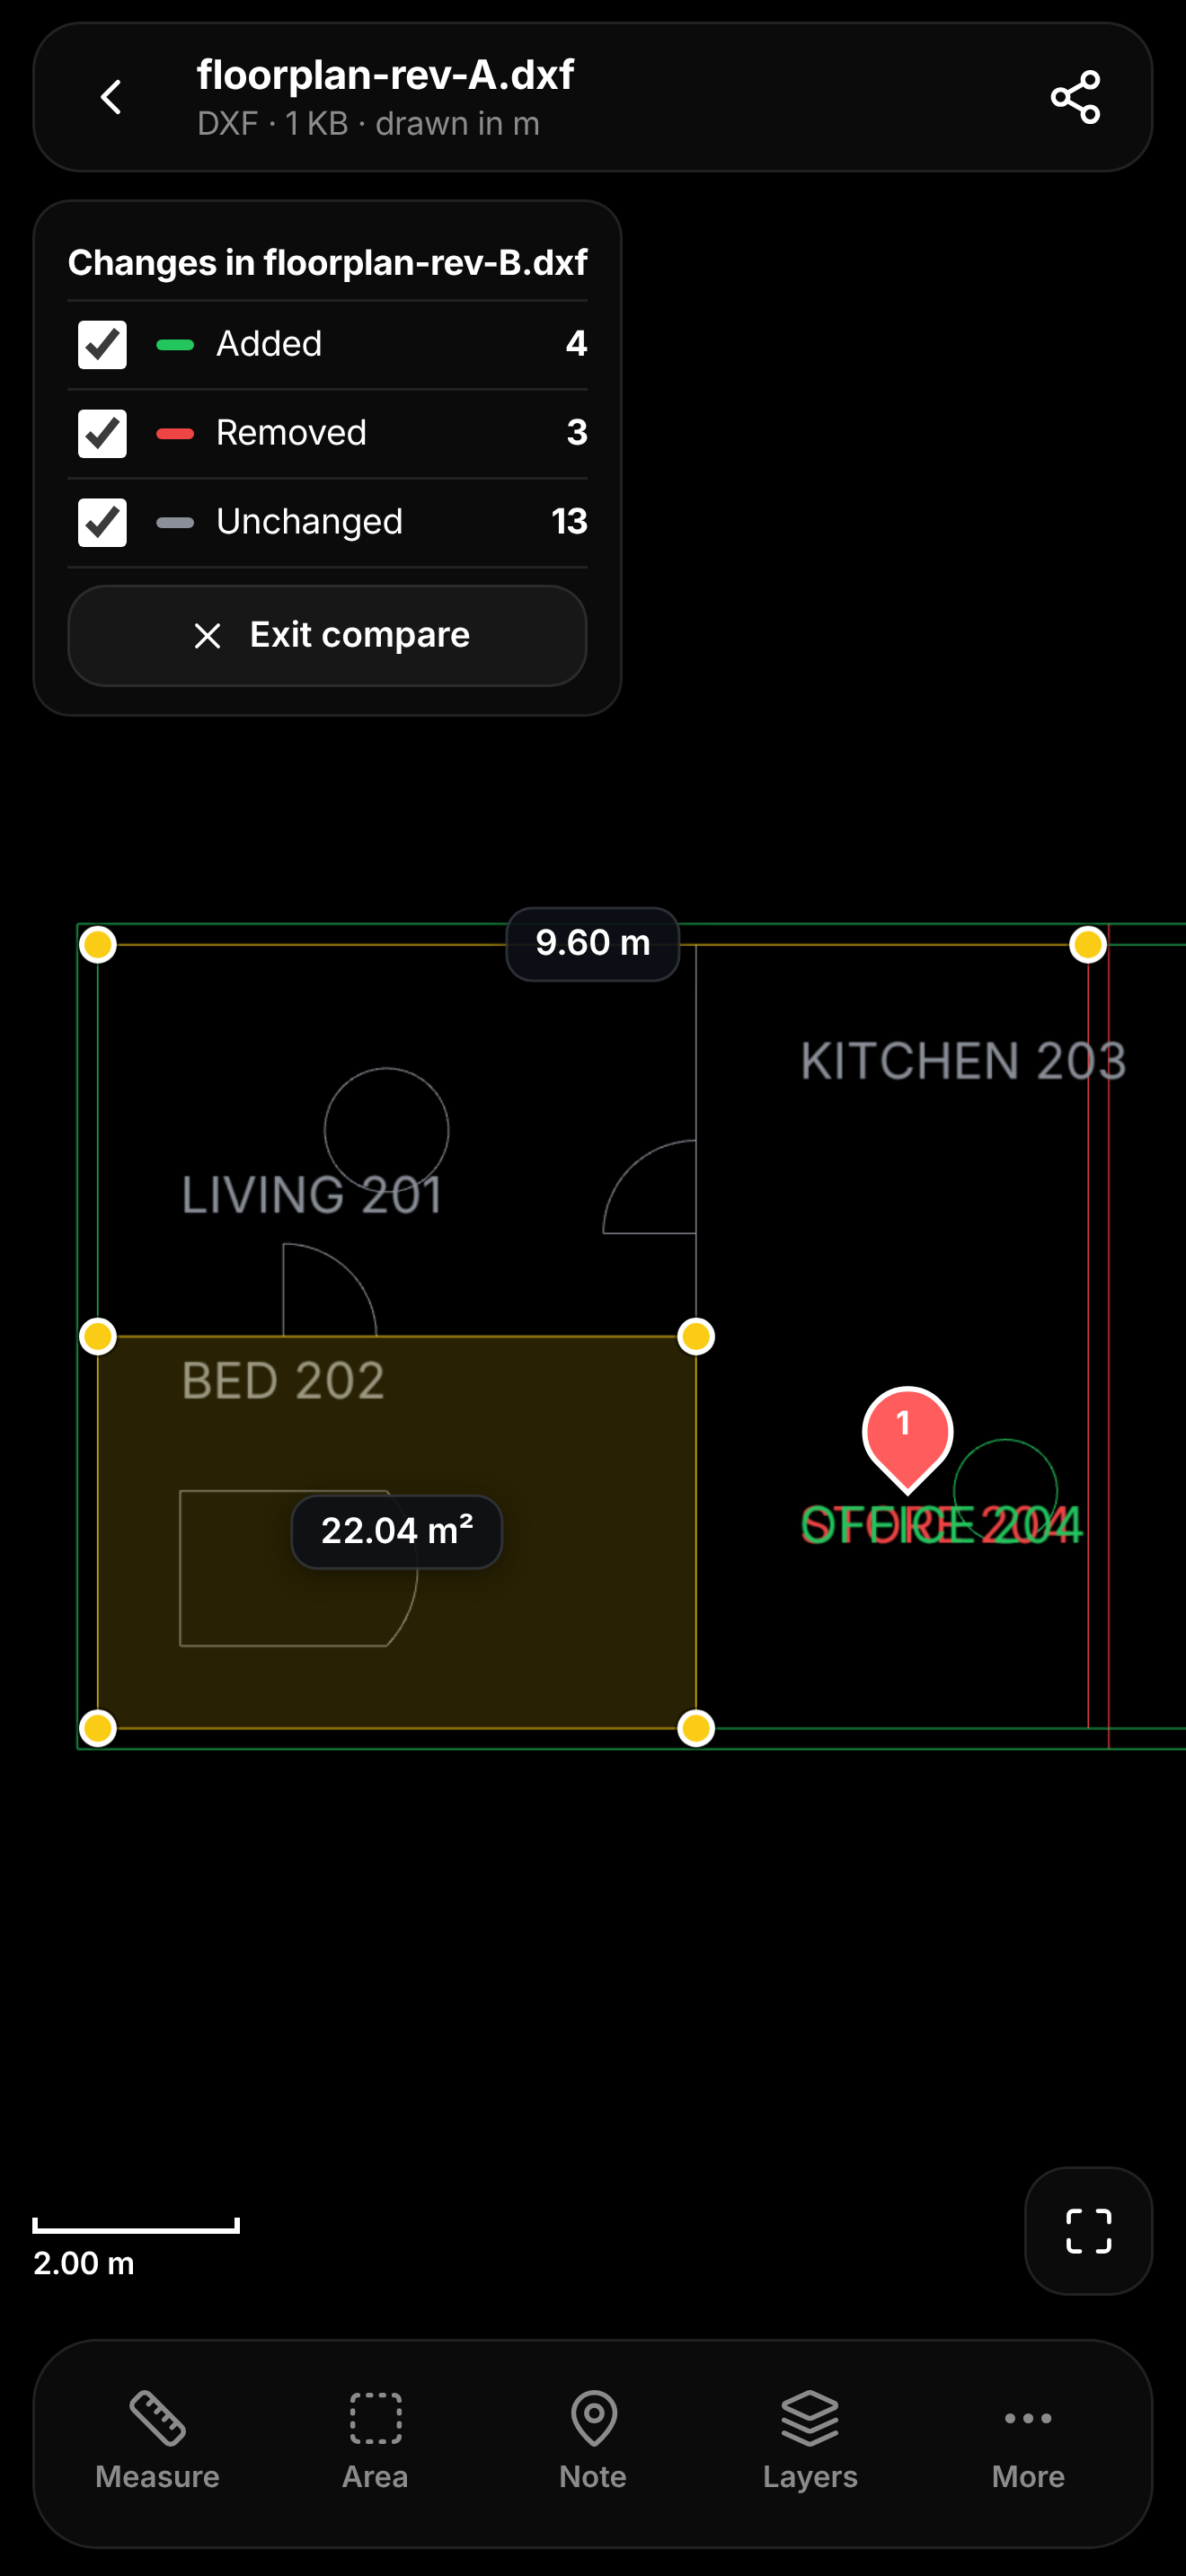 floorplan-rev-A.dxf
DXF · 1 KB · drawn in m
Changes in floorplan-rev-B.dxf
Added 4
Removed 3
Unchanged 13
Exit compare
9.60 m
KITCHEN 203
LIVING 201
BED 202
1
22.04 m²
OFFICE 204
2.00 m
Measure
Area
Note
Layers
More